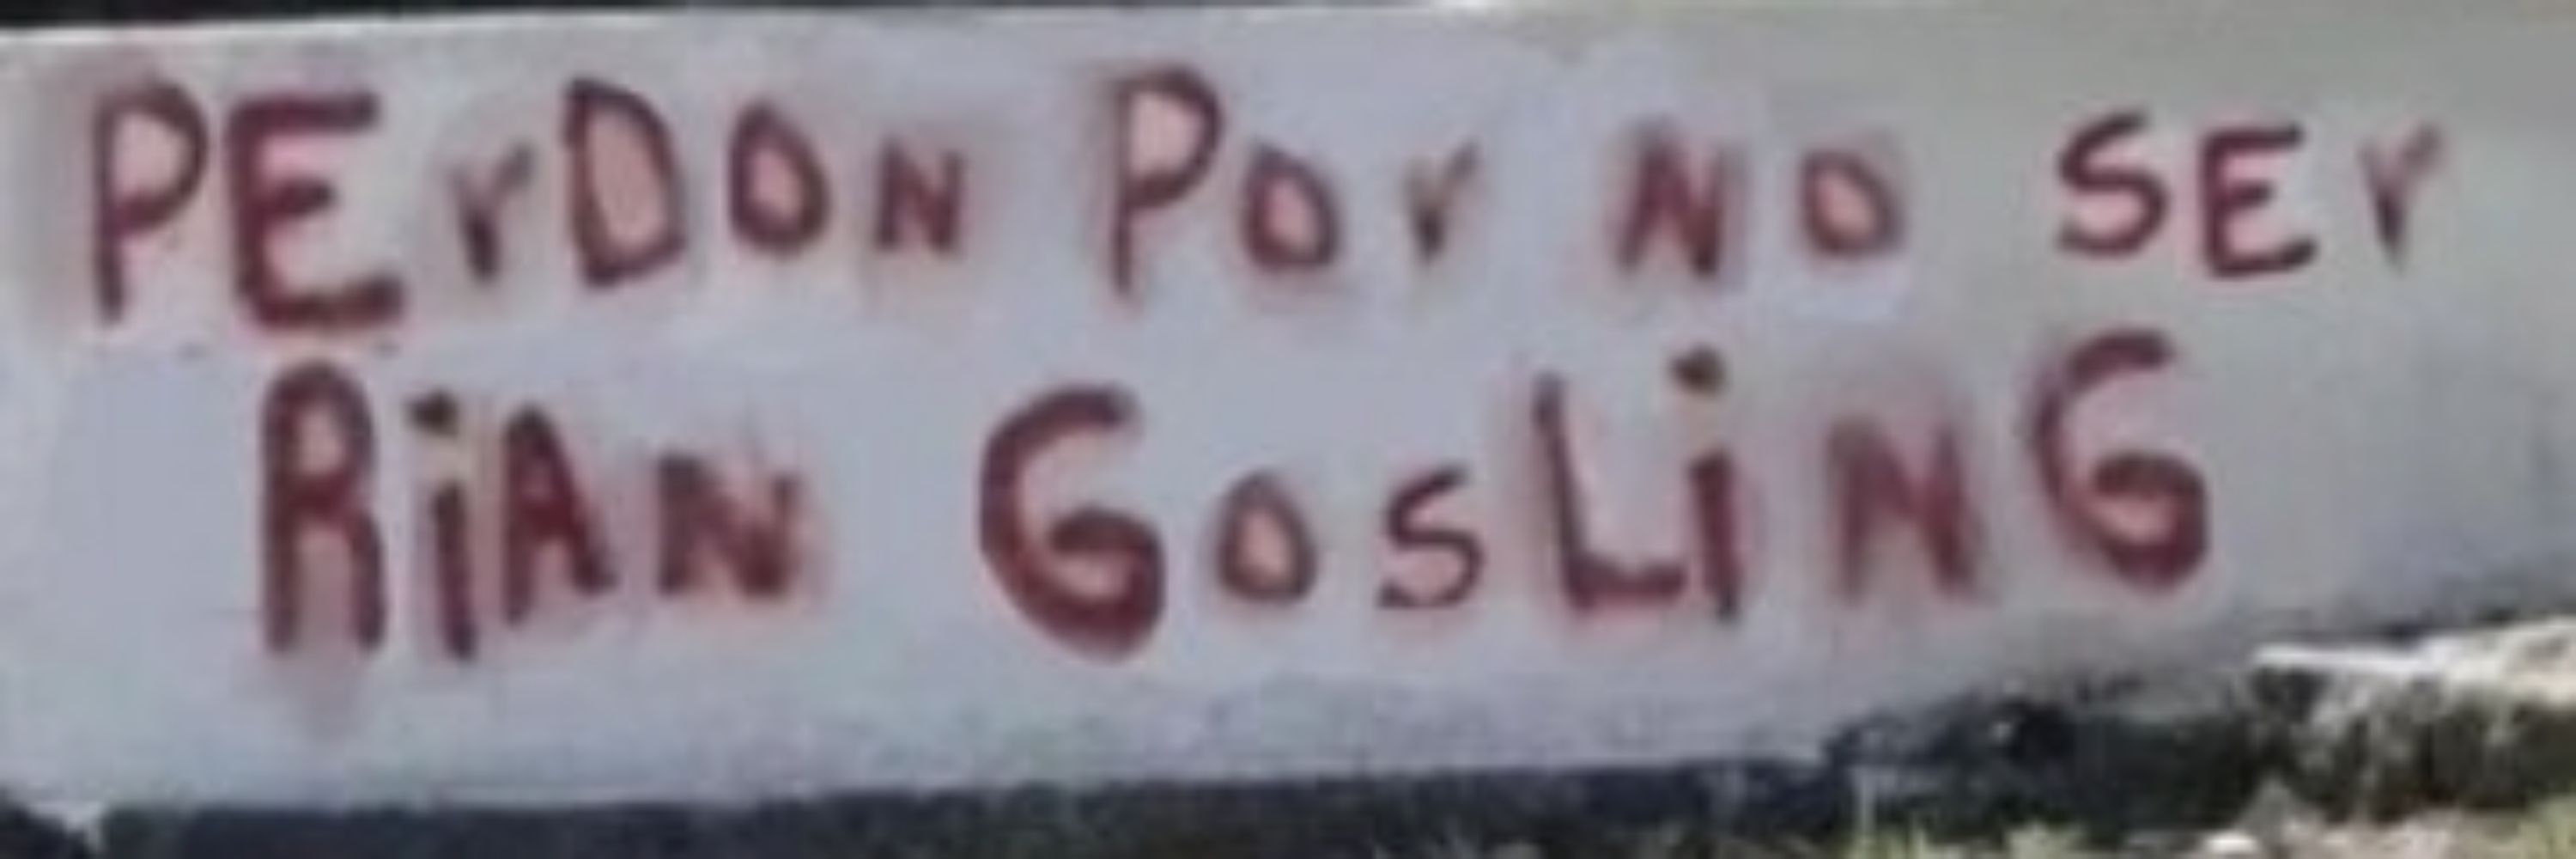 PErDON Por NO SEr
RiAN GosLiNG